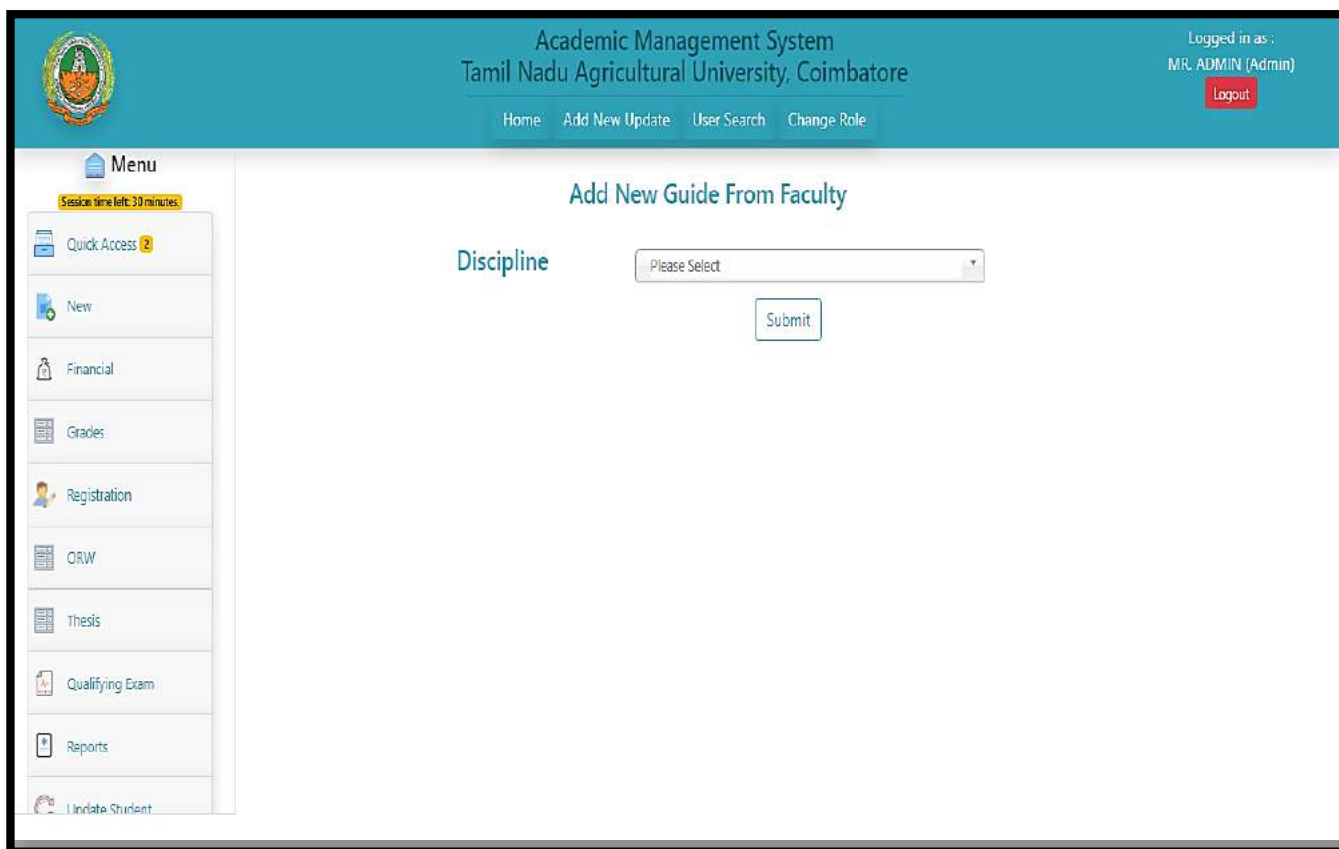 Academic Management System
Tamil Nadu Agricultural University, Coimbatore
Home Add New Update User Search Change Role
Logged in as :
MR. ADMIN (Admin)
Logout
Menu
Session time left: 30 minutes.
Quick Access 2
New
Financial
Grades
Registration
ORW
Thesis
Qualifying Exam
Reports
Update Student
Add New Guide From Faculty
Discipline Please Select
Submit